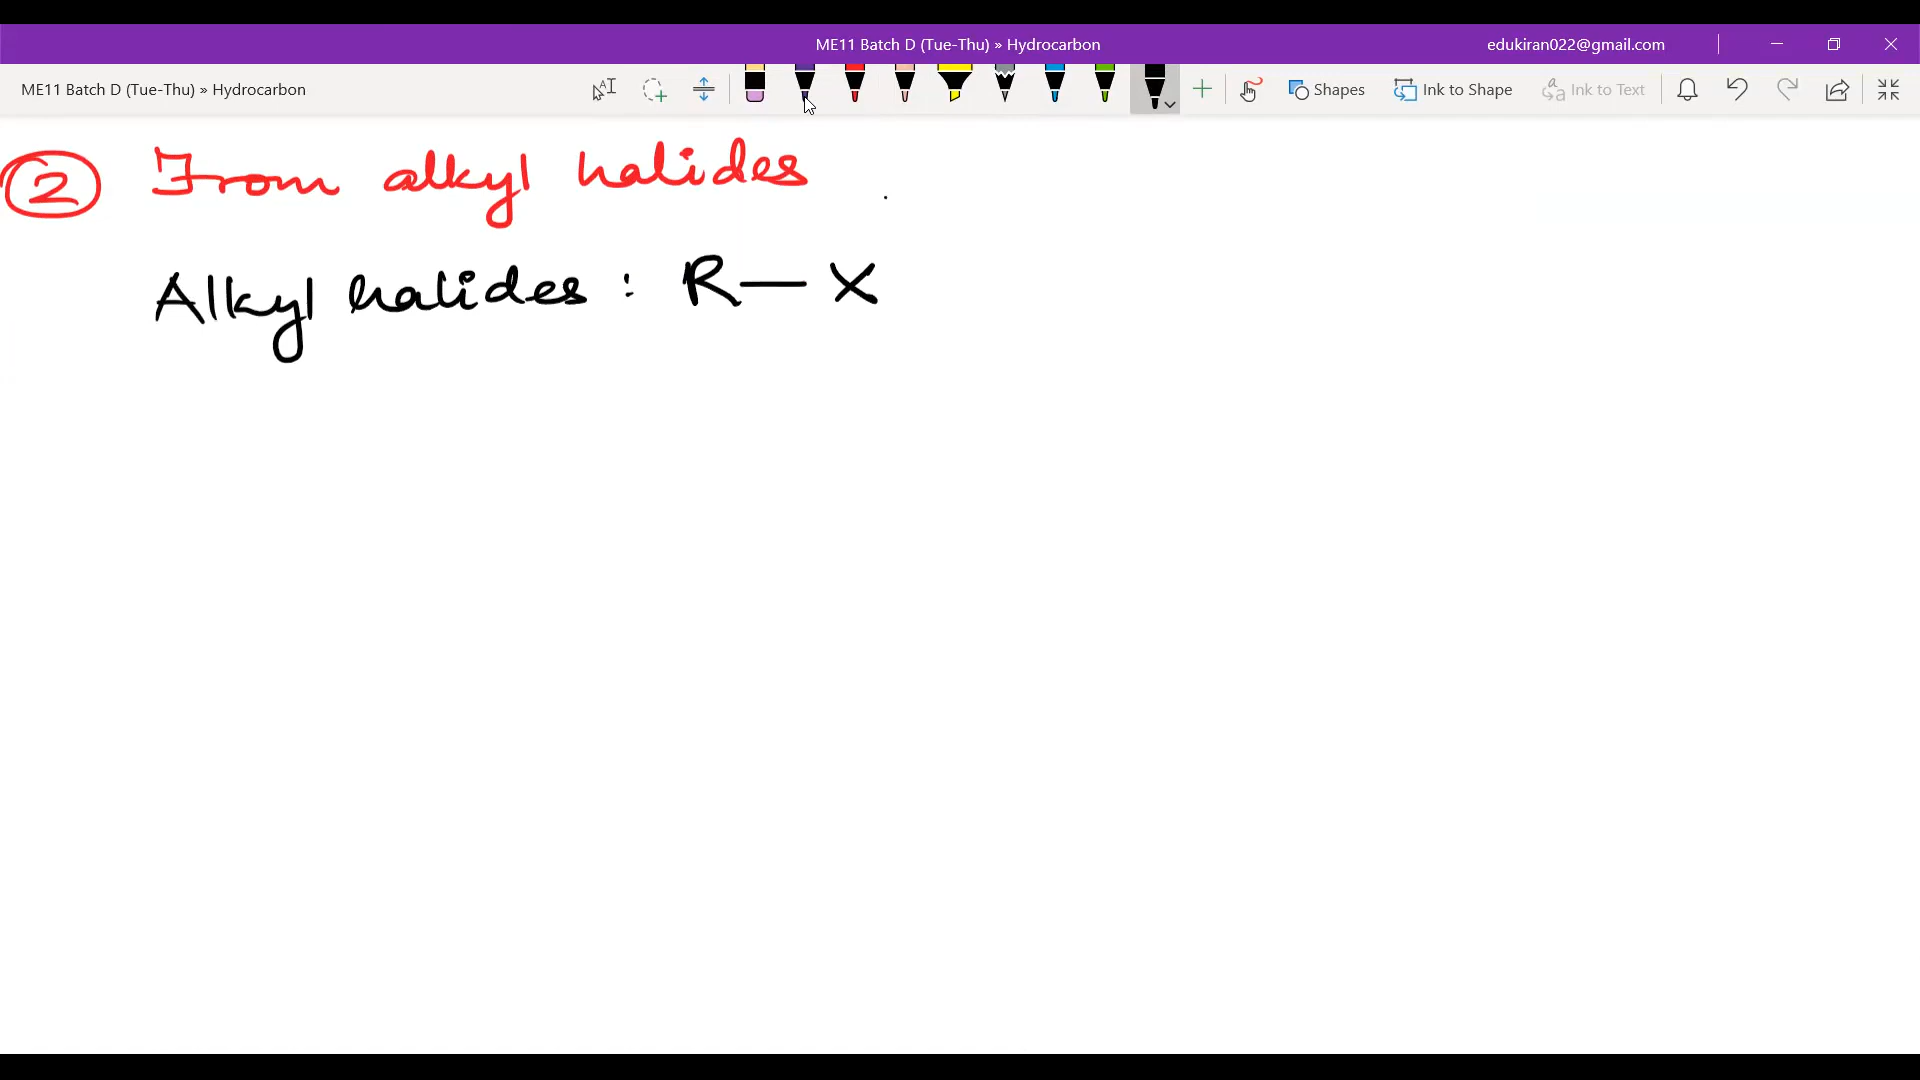 ME11 Batch D (Tue-Thu) » Hydrocarbon
edukiran022@gmail.com
ME11 Batch D (Tue-Thu) » Hydrocarbon
Shapes
Ink to Shape
Ink to Text
2 From alkyl halides
Alkyl halides : R— X